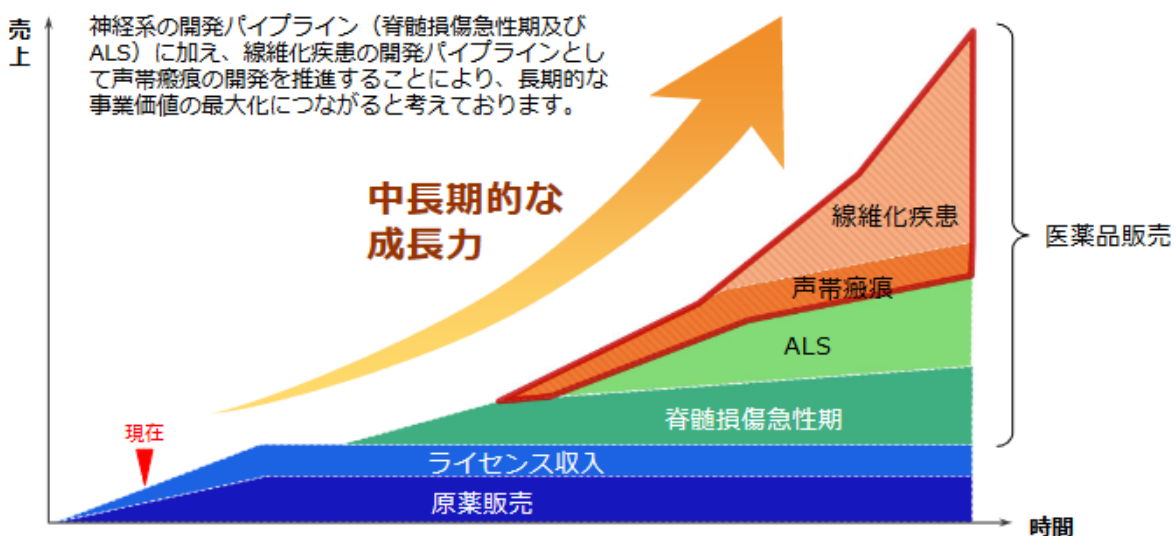 売
上
神経系の開発パイプライン（脊髄損傷急性期及び
ALS）に加え、線維化疾患の開発パイプラインとし
て声帯瘢痕の開発を推進することにより、長期的な
事業価値の最大化につながると考えております。
中長期的な
成長力
線維化疾患
医薬品販売
声帯瘢痕
ALS
脊髄損傷急性期
現在
ライセンス収入
原薬販売
時間